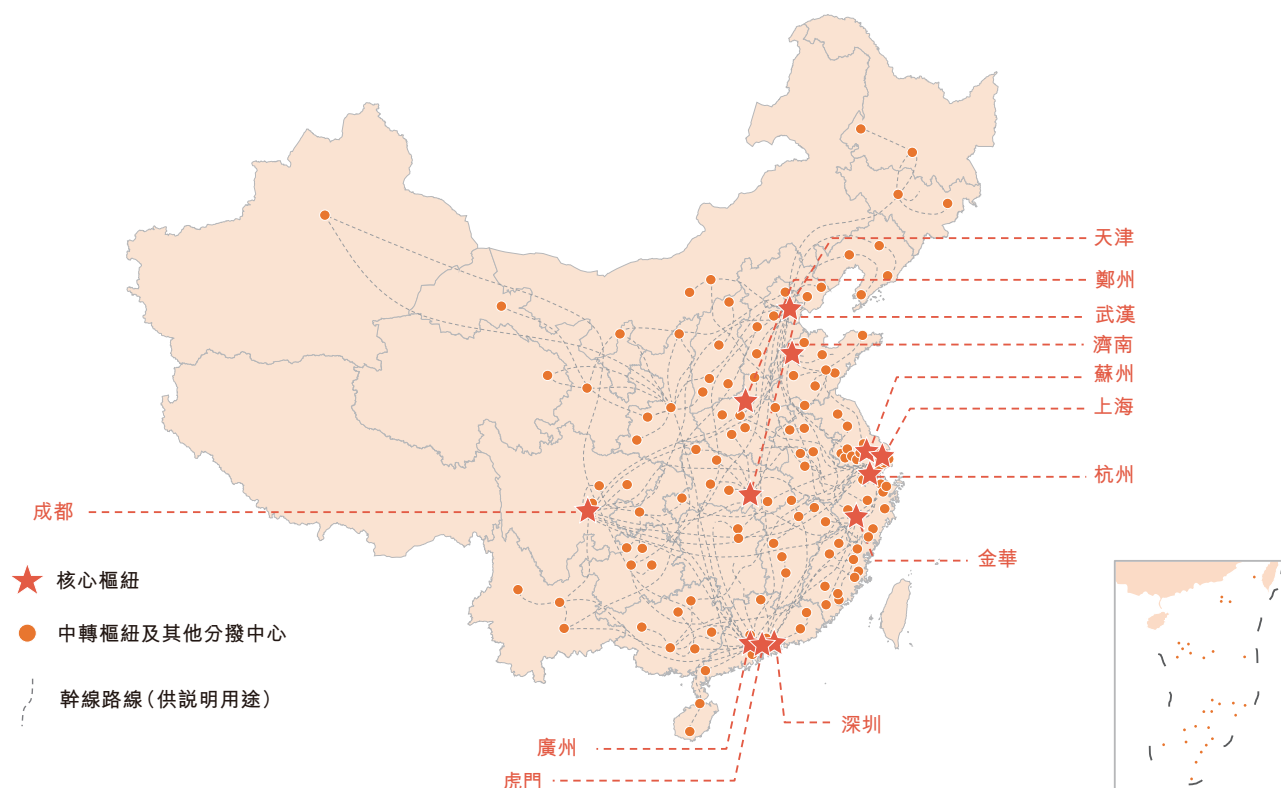 天津
鄭州
武漢
濟南
蘇州
上海
杭州
成都
金華
核心樞紐
中轉樞紐及其他分撥中心
幹線路線（供説明用途）
深圳
廣州
虎門